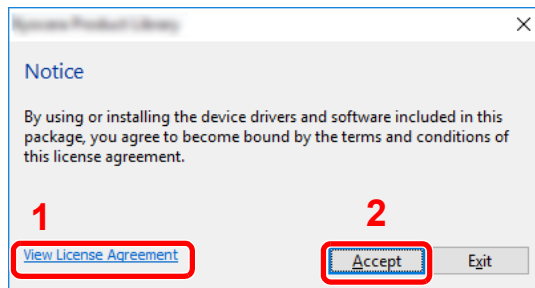 Notice
By using or installing the device drivers and software included in this
package, you agree to become bound by the terms and conditions of
this license agreement.
1
2
View License Agreement
Accept
Exit